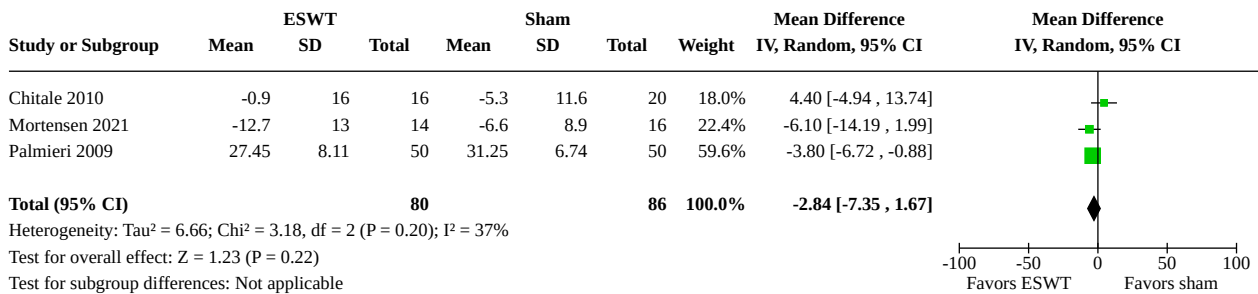 ESWT Sham Mean Difference Mean Difference
Study or Subgroup Mean SD Total Mean SD Total Weight IV, Random, 95% CI IV, Random, 95% CI
Chitale 2010 -0.9 16 16 -5.3 11.6 20 18.0% 4.40 [-4.94 , 13.74]
Mortensen 2021 -12.7 13 14 -6.6 8.9 16 22.4% -6.10 [-14.19 , 1.99]
Palmieri 2009 27.45 8.11 50 31.25 6.74 50 59.6% -3.80 [-6.72 , -0.88]
Total (95% CI) 80 86 100.0% -2.84 [-7.35 , 1.67]
Heterogeneity: Tau² = 6.66; Chi² = 3.18, df = 2 (P = 0.20); I² = 37%
Test for overall effect: Z = 1.23 (P = 0.22)
Test for subgroup differences: Not applicable
-100 -50 0 50 100
Favors ESWT Favors sham